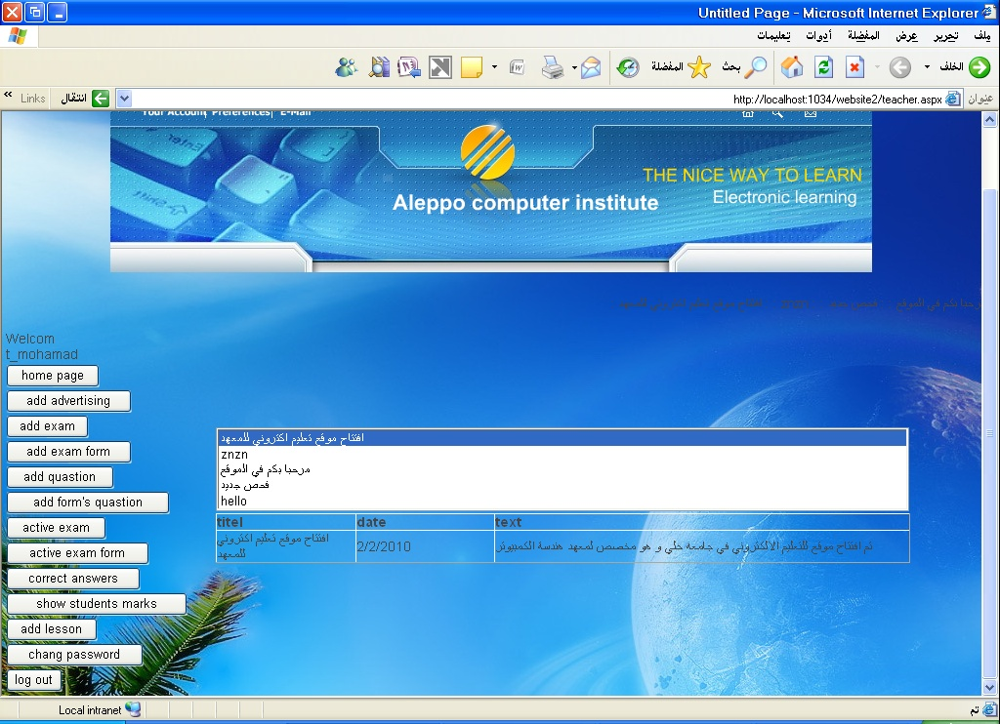 Untitled Page - Microsoft Internet Explorer
ملف تحرير عرض المفضلة أدوات تعليمات
الخلف بحث المفضلة
عنوان http://localhost:1034/website2/teacher.aspx انتقال Links
Your Account| Preferences| E-Mail
THE NICE WAY TO LEARN
Electronic learning
Aleppo computer institute
مرحبا بكم في الموقع فحص جديد znzn افتتاح موقع تعليم اكتروني للمعهد
Welcom
t_mohamad
home page
add advertising
add exam
add exam form
add quastion
add form's quastion
active exam
active exam form
correct answers
show students marks
add lesson
chang password
log out
افتتاح موقع تعليم اكتروني للمعهد
znzn
مرحبا بكم في الموقع
فحص جديد
hello
titel date text
افتتاح موقع تعليم اكتروني للمعهد 2/2/2010 تم افتتاح موقع للتعليم الالكتروني في جامعة حلي و هو مخصص لمعهد هندسة الكمبيوتر
Local intranet تم